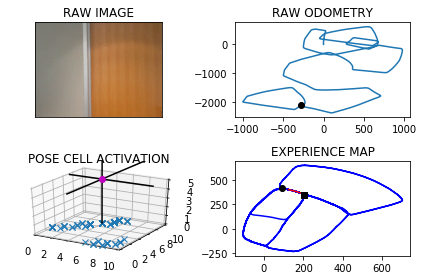 RAW IMAGE
RAW ODOMETRY
0
−1000
−2000
−1000 −500 0 500 1000
POSE CELL ACTIVATION
0 2 4 6 8 10
0 2 4 6 8 10
0 1 2 3 4 5
EXPERIENCE MAP
500
250
0
−250
0 200 400 600